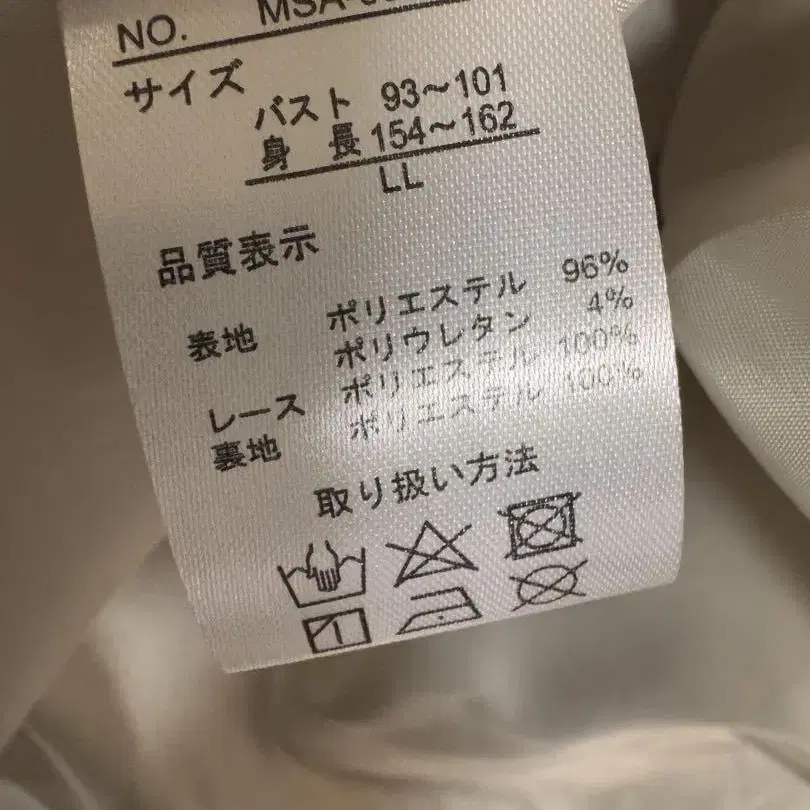 NO. MSA-
サイズ
バスト 93〜101
身 長 154〜162
LL
品質表示
表地 ポリエステル 96%
ポリウレタン 4%
レース ポリエステル 100%
裏地 ポリエステル 100%
取り扱い方法